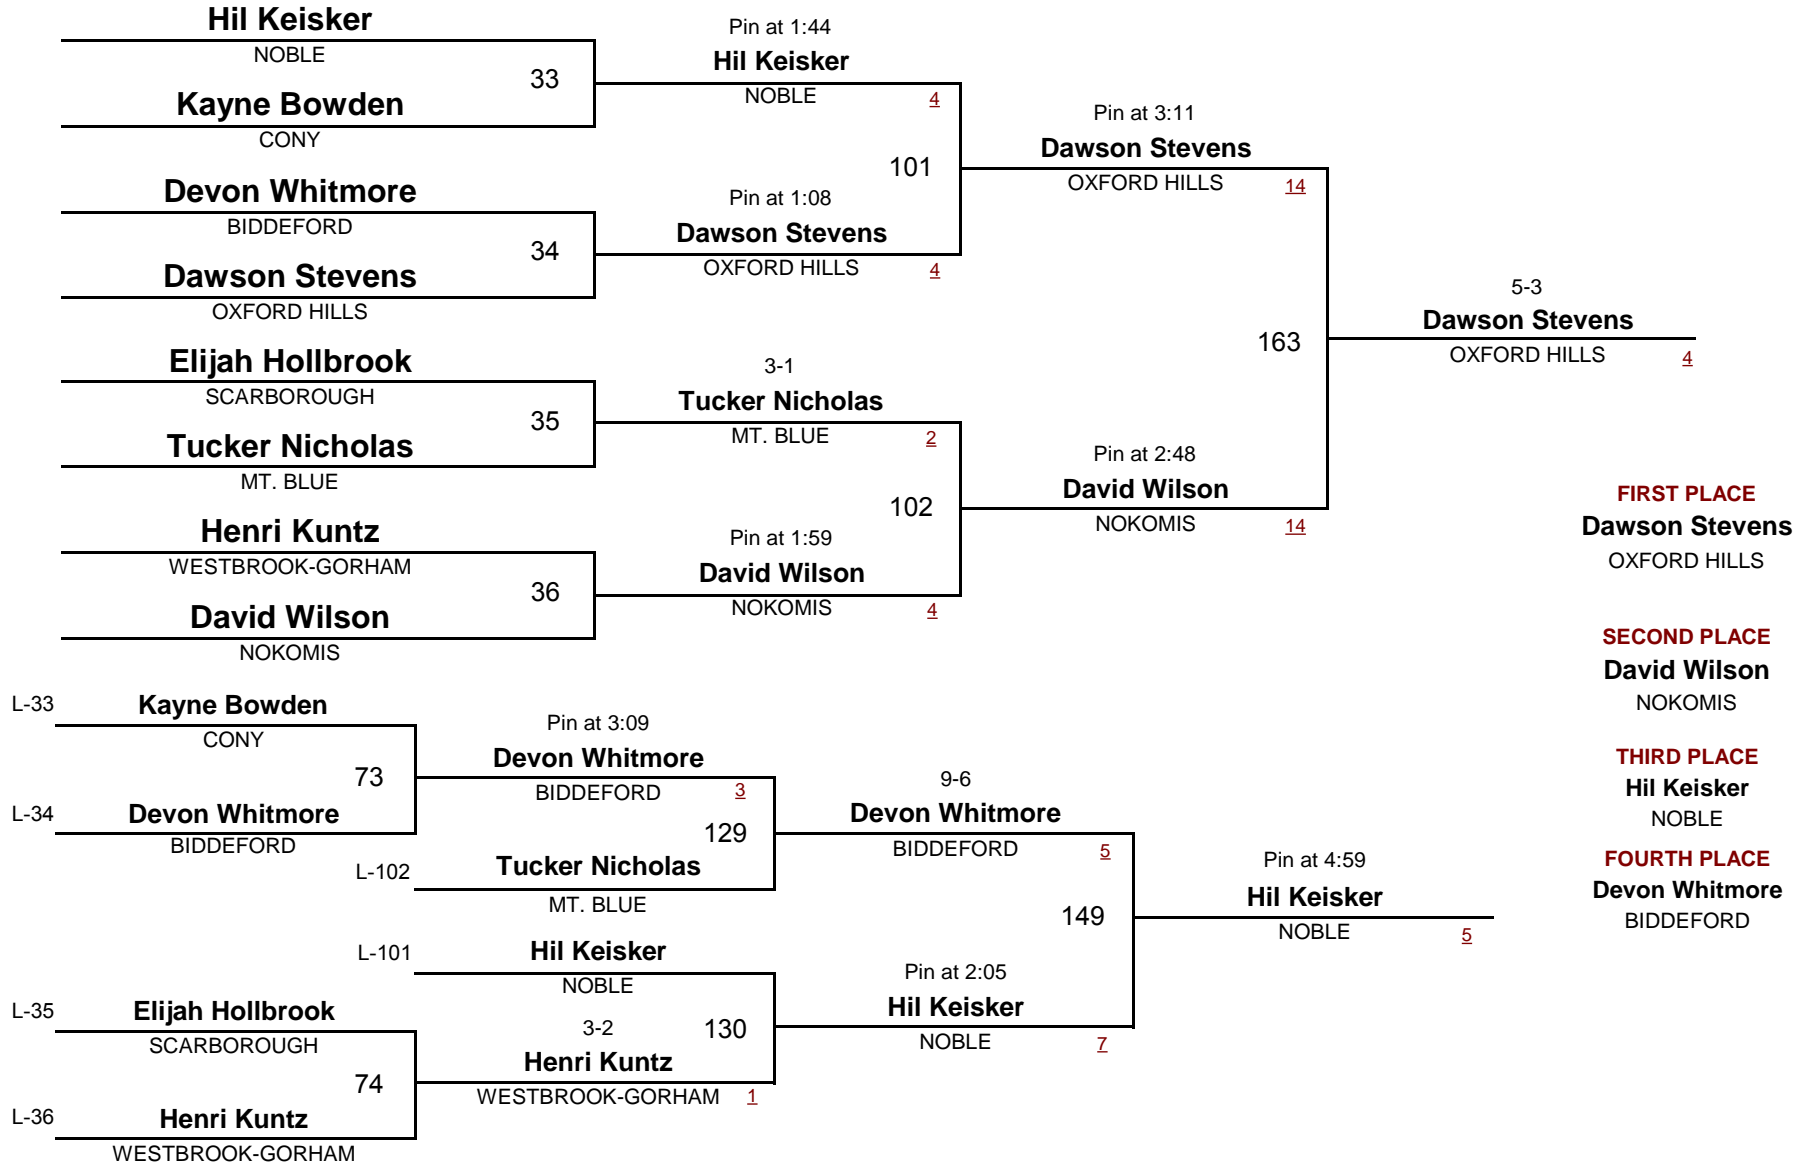 Hil Keisker
NOBLE
33
Kayne Bowden
CONY
Devon Whitmore
BIDDEFORD
34
Dawson Stevens
OXFORD HILLS
Elijah Hollbrook
SCARBOROUGH
35
Tucker Nicholas
MT. BLUE
Henri Kuntz
WESTBROOK-GORHAM
36
David Wilson
NOKOMIS
Pin at 1:44
Hil Keisker
NOBLE 4
101
Pin at 1:08
Dawson Stevens
OXFORD HILLS 4
3-1
Tucker Nicholas
MT. BLUE 2
102
Pin at 1:59
David Wilson
NOKOMIS 4
Pin at 3:11
Dawson Stevens
OXFORD HILLS 14
163
Pin at 2:48
David Wilson
NOKOMIS 14
5-3
Dawson Stevens
OXFORD HILLS 4
FIRST PLACE
Dawson Stevens
OXFORD HILLS
SECOND PLACE
David Wilson
NOKOMIS
THIRD PLACE
Hil Keisker
NOBLE
FOURTH PLACE
Devon Whitmore
BIDDEFORD
L-33 Kayne Bowden
CONY
73
L-34 Devon Whitmore
BIDDEFORD
Pin at 3:09
Devon Whitmore
BIDDEFORD 3
129
L-102 Tucker Nicholas
MT. BLUE
L-101 Hil Keisker
NOBLE
130
L-35 Elijah Hollbrook
SCARBOROUGH
74
L-36 Henri Kuntz
WESTBROOK-GORHAM
3-2
Henri Kuntz
WESTBROOK-GORHAM 1
9-6
Devon Whitmore
BIDDEFORD 5
149
Pin at 2:05
Hil Keisker
NOBLE 7
Pin at 4:59
Hil Keisker
NOBLE 5